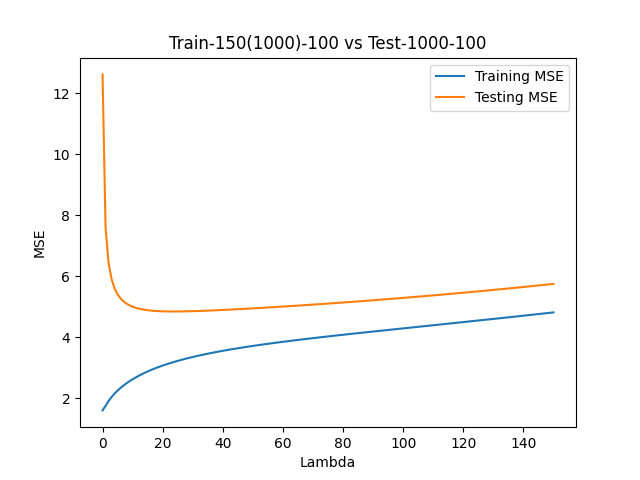 Train-150(1000)-100 vs Test-1000-100
Training MSE
Testing MSE
12
10
8
6
4
2
MSE
0 20 40 60 80 100 120 140
Lambda